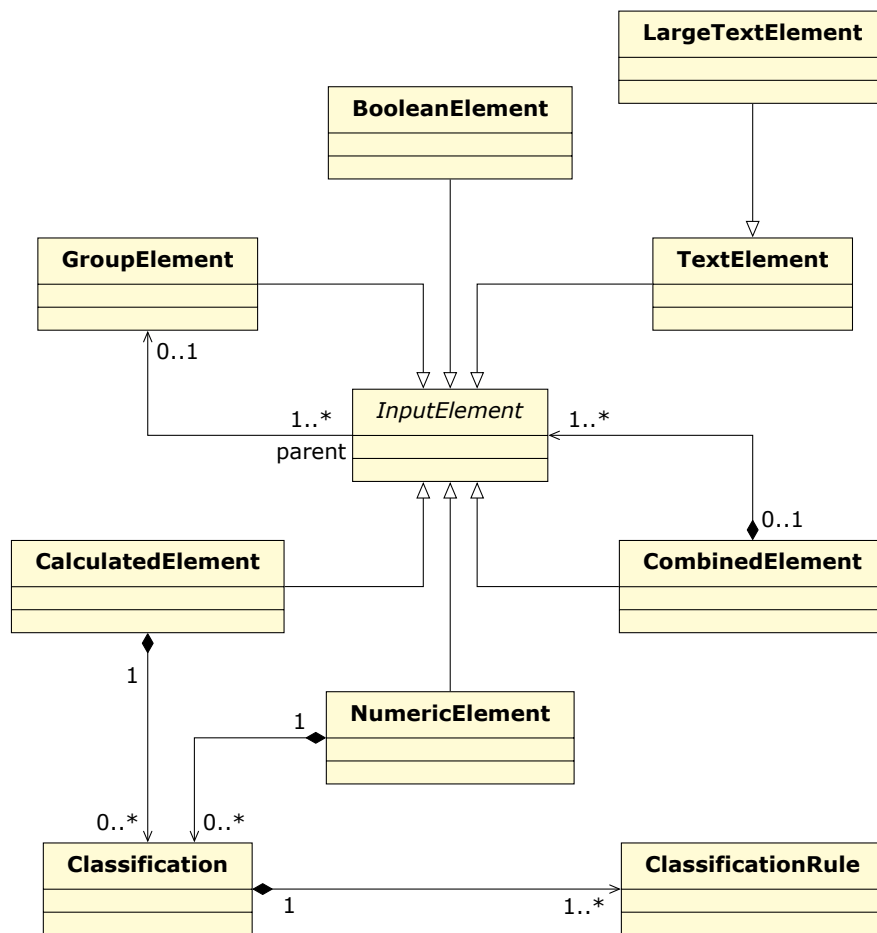 LargeTextElement
BooleanElement
GroupElement
TextElement
0..1
InputElement
1..*
1..*
parent
0..1
CalculatedElement
CombinedElement
1
NumericElement
1
0..*
0..*
Classification
ClassificationRule
1
1..*